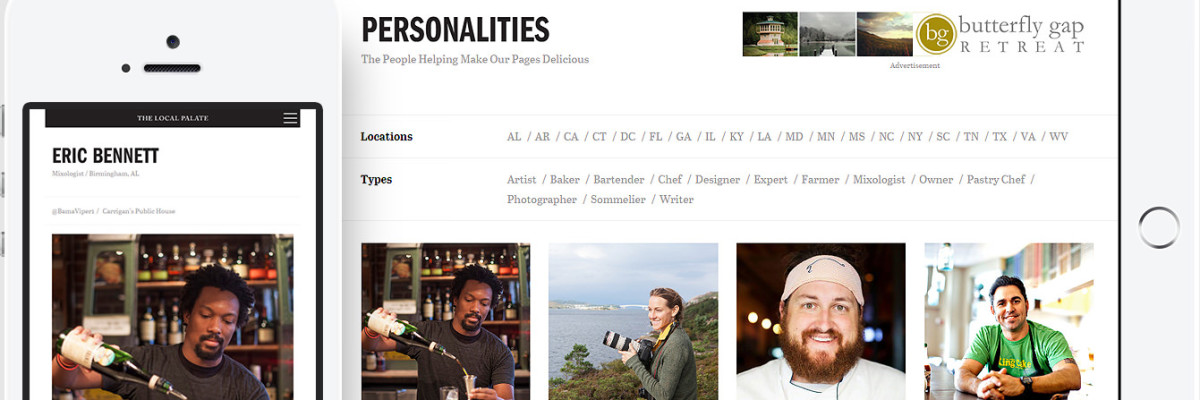 THE LOCAL PALATE
ERIC BENNETT
Mixologist / Birmingham, AL
@BamaVipert / Carrigan's Public House
PERSONALITIES
The People Helping Make Our Pages Delicious
bg
butterfly gap
RETREAT
Advertisement
Locations
AL / AR / CA / CT / DC / FL / GA / IL / KY / LA / MD / MN / MS / NC / NY / SC / TN / TX / VA / WV
Types
Artist / Baker / Bartender / Chef / Designer / Expert / Farmer / Mixologist / Owner / Pastry Chef /
Photographer / Sommelier / Writer